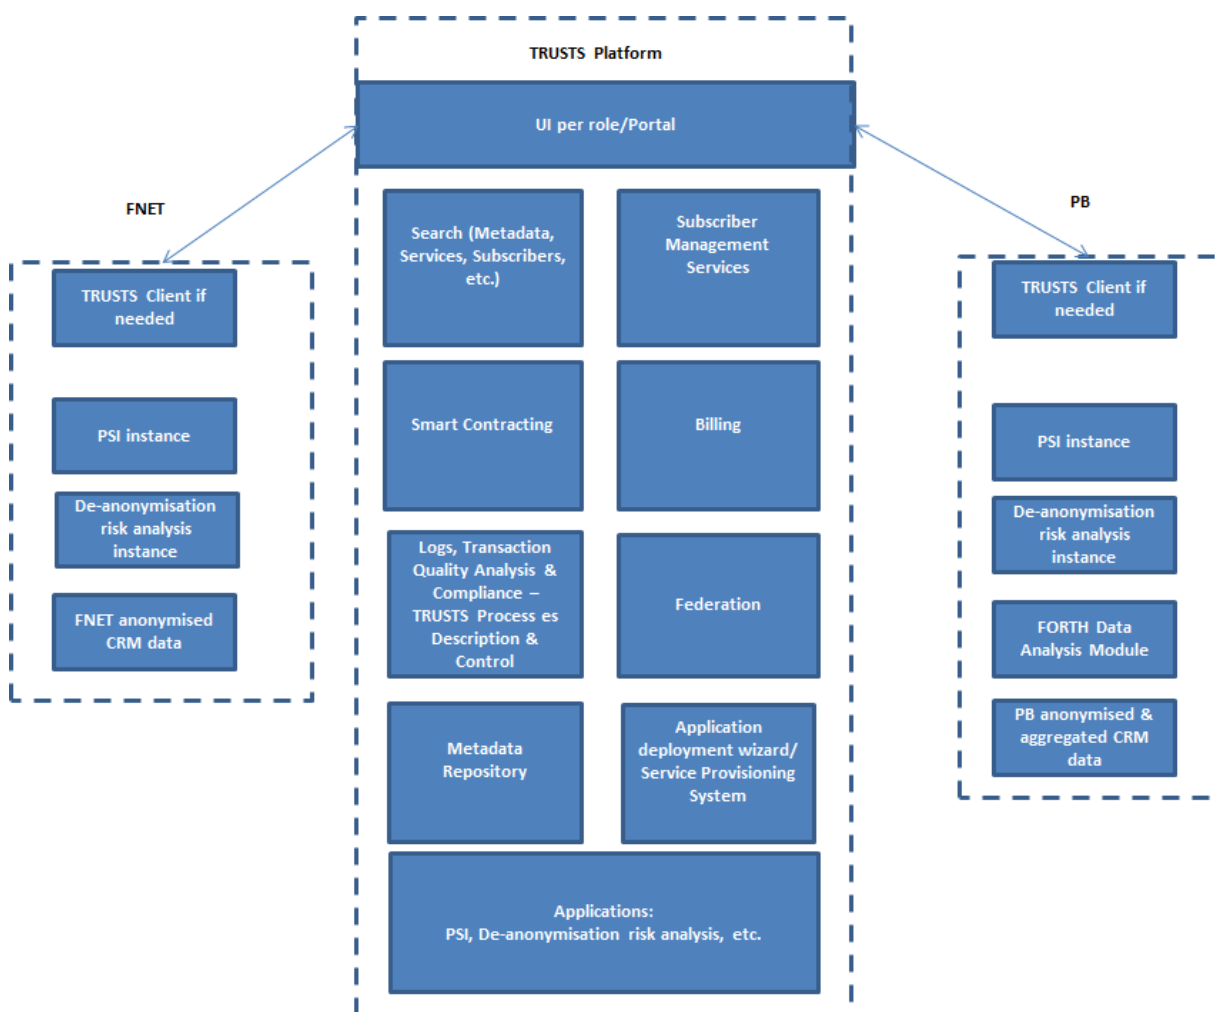 TRUSTS Platform
UI per role/Portal
FNET
TRUSTS Client if
needed
PSI instance
De-anonymisation
risk analysis
instance
FNET anonymised
CRM data
Search (Metadata,
Services, Subscribers,
etc.)
Subscriber
Management
Services
Smart Contracting
Billing
Logs, Transaction
Quality Analysis &
Compliance –
TRUSTS Process es
Description &
Control
Federation
Metadata
Repository
Application
deployment wizard/
Service Provisioning
System
Applications:
PSI, De-anonymisation risk analysis, etc.
PB
TRUSTS Client if
needed
PSI instance
De-anonymisation
risk analysis
instance
FORTH Data
Analysis Module
PB anonymised &
aggregated CRM
data